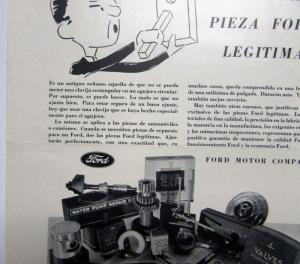 PIEZA FOR
LEGITIMA
Es un antiguo axioma aquello de que no se puede
meter una clavija rectangular en un agujero circular.
Por supuesto, se puede hacer. Lo malo es que no
ajusta bien. Para estar seguro de un buen ajuste,
hay que usar una clavija que se haya hecho especial-
mente para el agujero.
Lo mismo se aplica a las piezas de automóviles
o camiones. Cuando se necesiten piezas de repuesto
para un Ford, úse las piezas Ford legítimas. Ajus-
tarán perfectamente, con una exactitud que, en
muchos casos, queda comprendida en una fra
de una milésima de pulgada. Durarán más. Y
también mejor servicio.
Hay también otras razones, que justifican
exclusivo de las piezas Ford legítimas. La
teriales de calidad, la precisión en la fabrica
la maestría en la manufactura, los exigentes en
y las minuciosas inspecciones, representan po
positiva garantía de mantener la calidad Fo
funcionamiento Ford y la economía Ford.
Ford
FORD MOTOR COMPA
WATER PUMP REPAIR KIT
CAP
VALVES